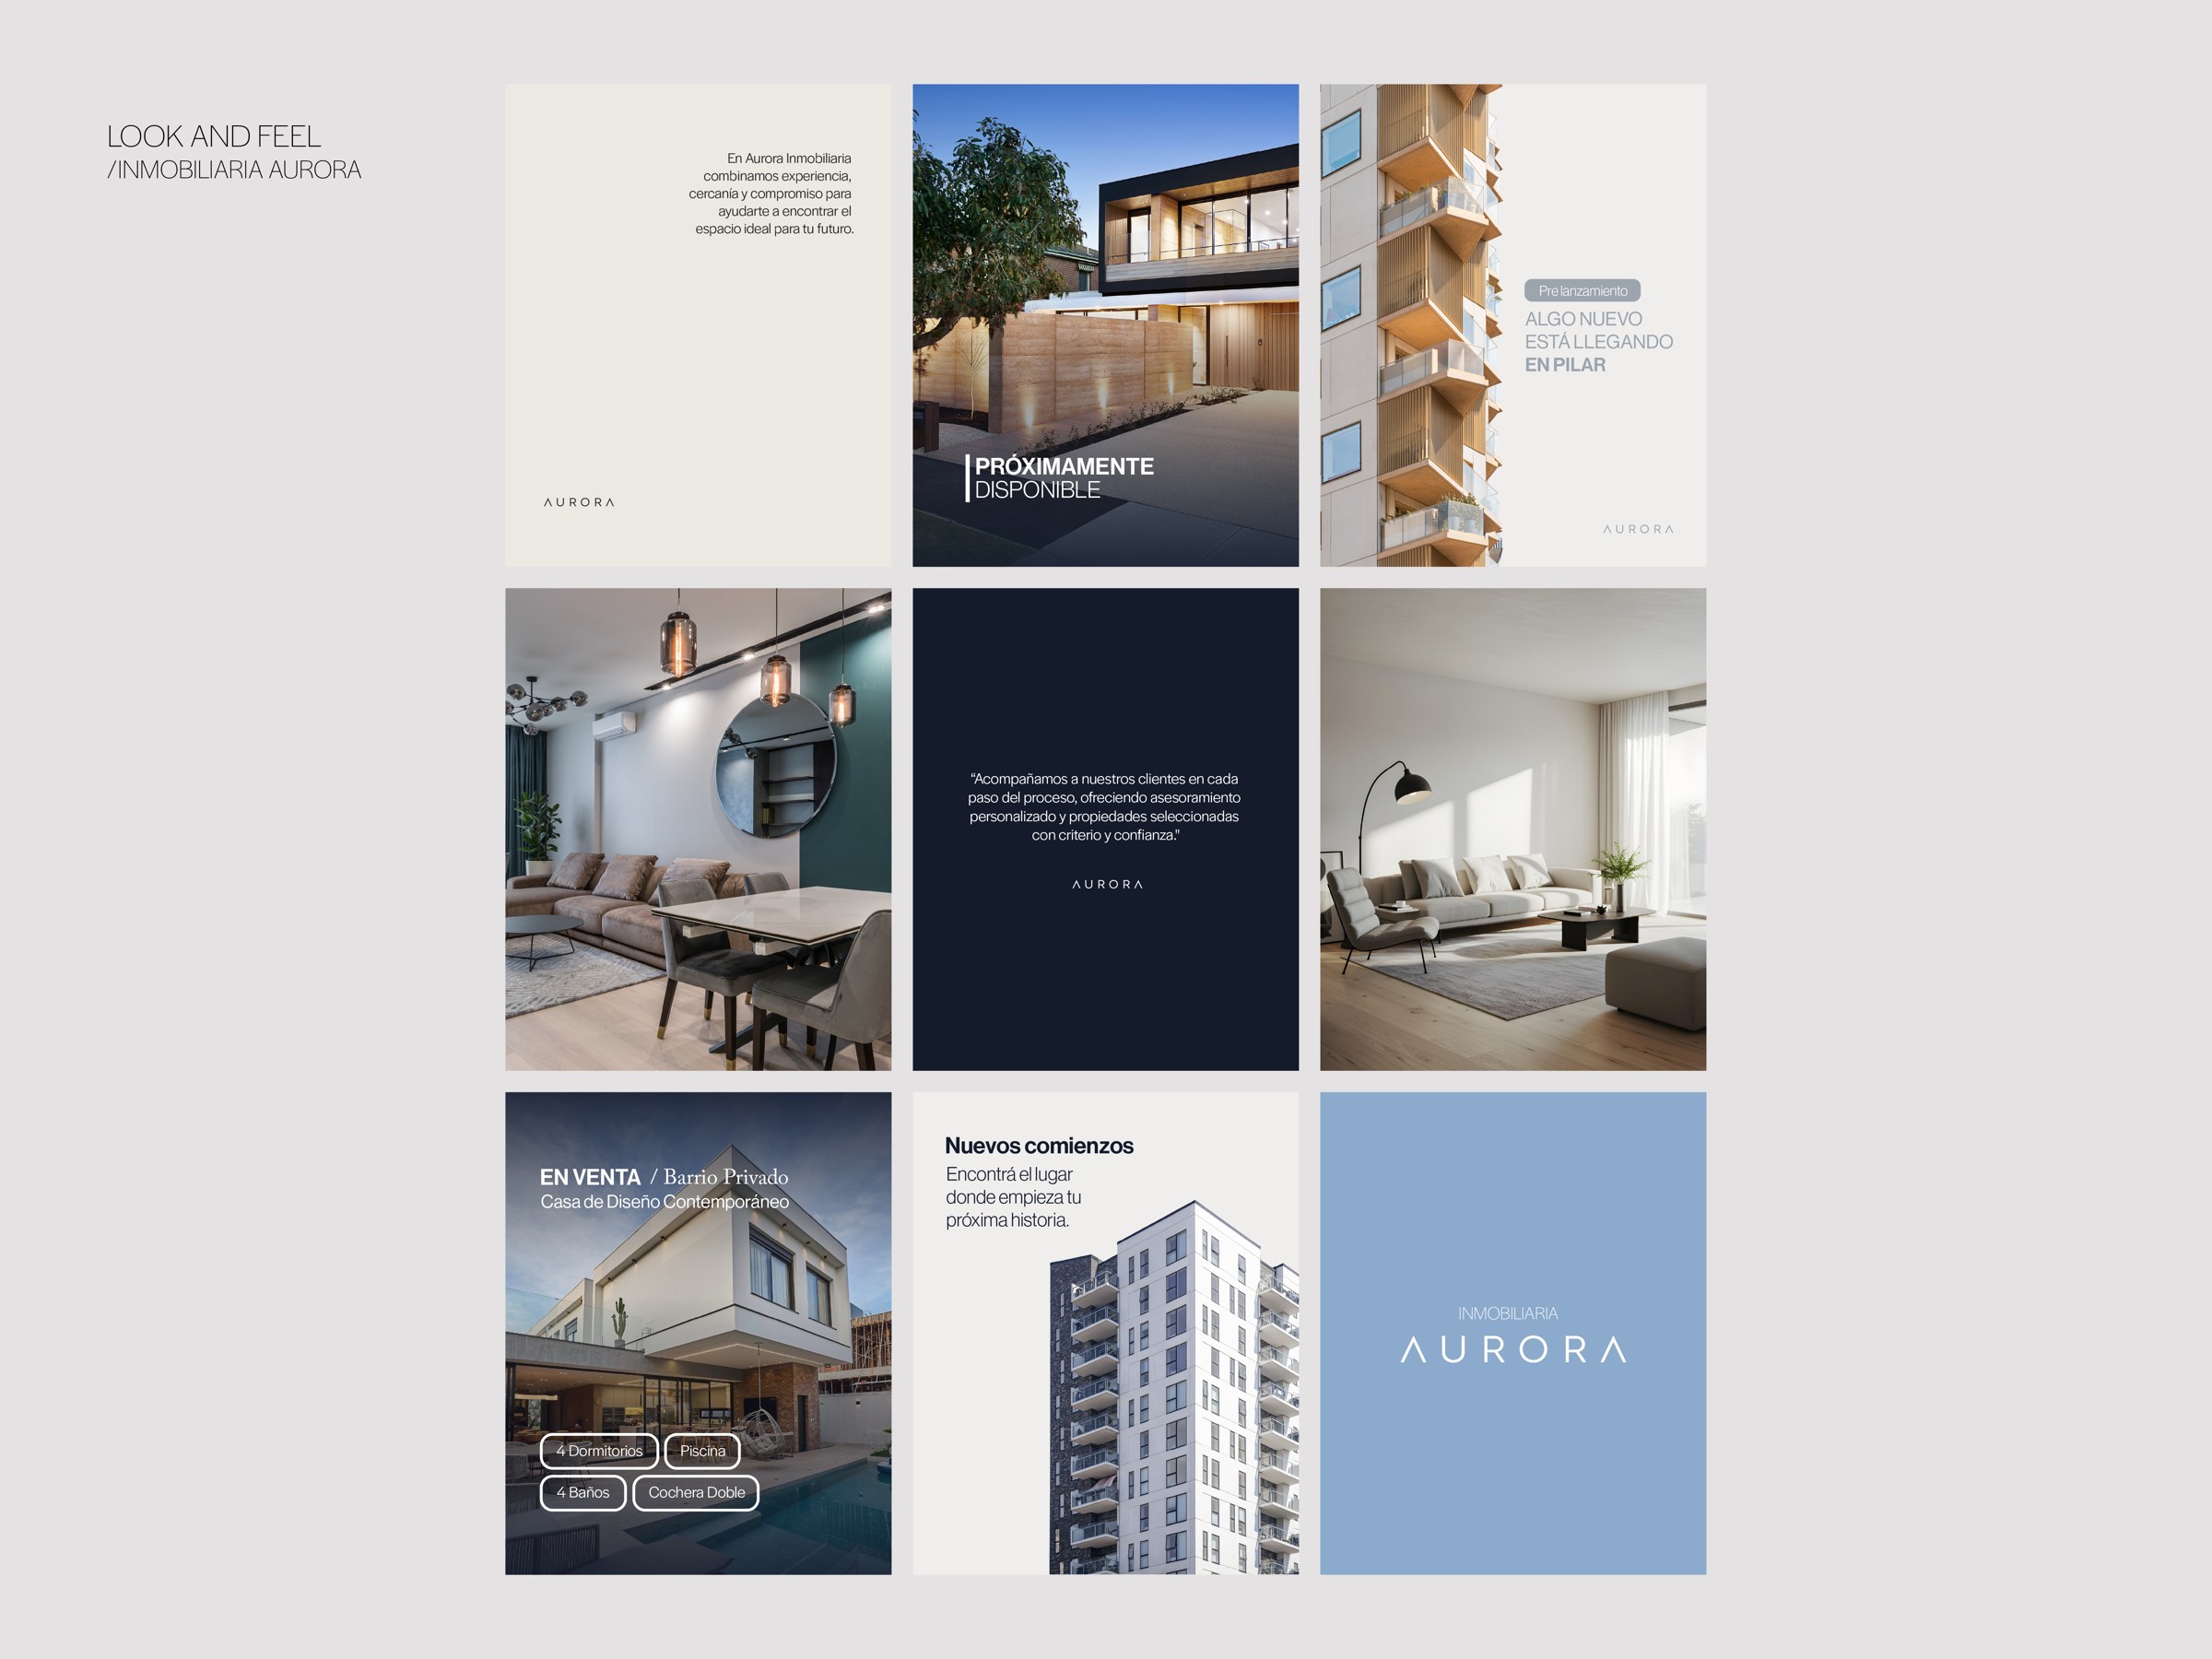 LOOK AND FEEL
/INMOBILIARIA AURORA
En Aurora Inmobiliaria
combinamos experiencia,
cercanía y compromiso para
ayudarte a encontrar el
espacio ideal para tu futuro.
AURORA
PRÓXIMAMENTE
DISPONIBLE
Pre lanzamiento
ALGO NUEVO
ESTÁ LLEGANDO
EN PILAR
AURORA
“Acompañamos a nuestros clientes en cada
paso del proceso, ofreciendo asesoramiento
personalizado y propiedades seleccionadas
con criterio y confianza."
AURORA
EN VENTA / Barrio Privado
Casa de Diseño Contemporáneo
4 Dormitorios Piscina
4 Baños Cochera Doble
Nuevos comienzos
Encontrá el lugar
donde empieza tu
próxima historia.
INMOBILIARIA
AURORA